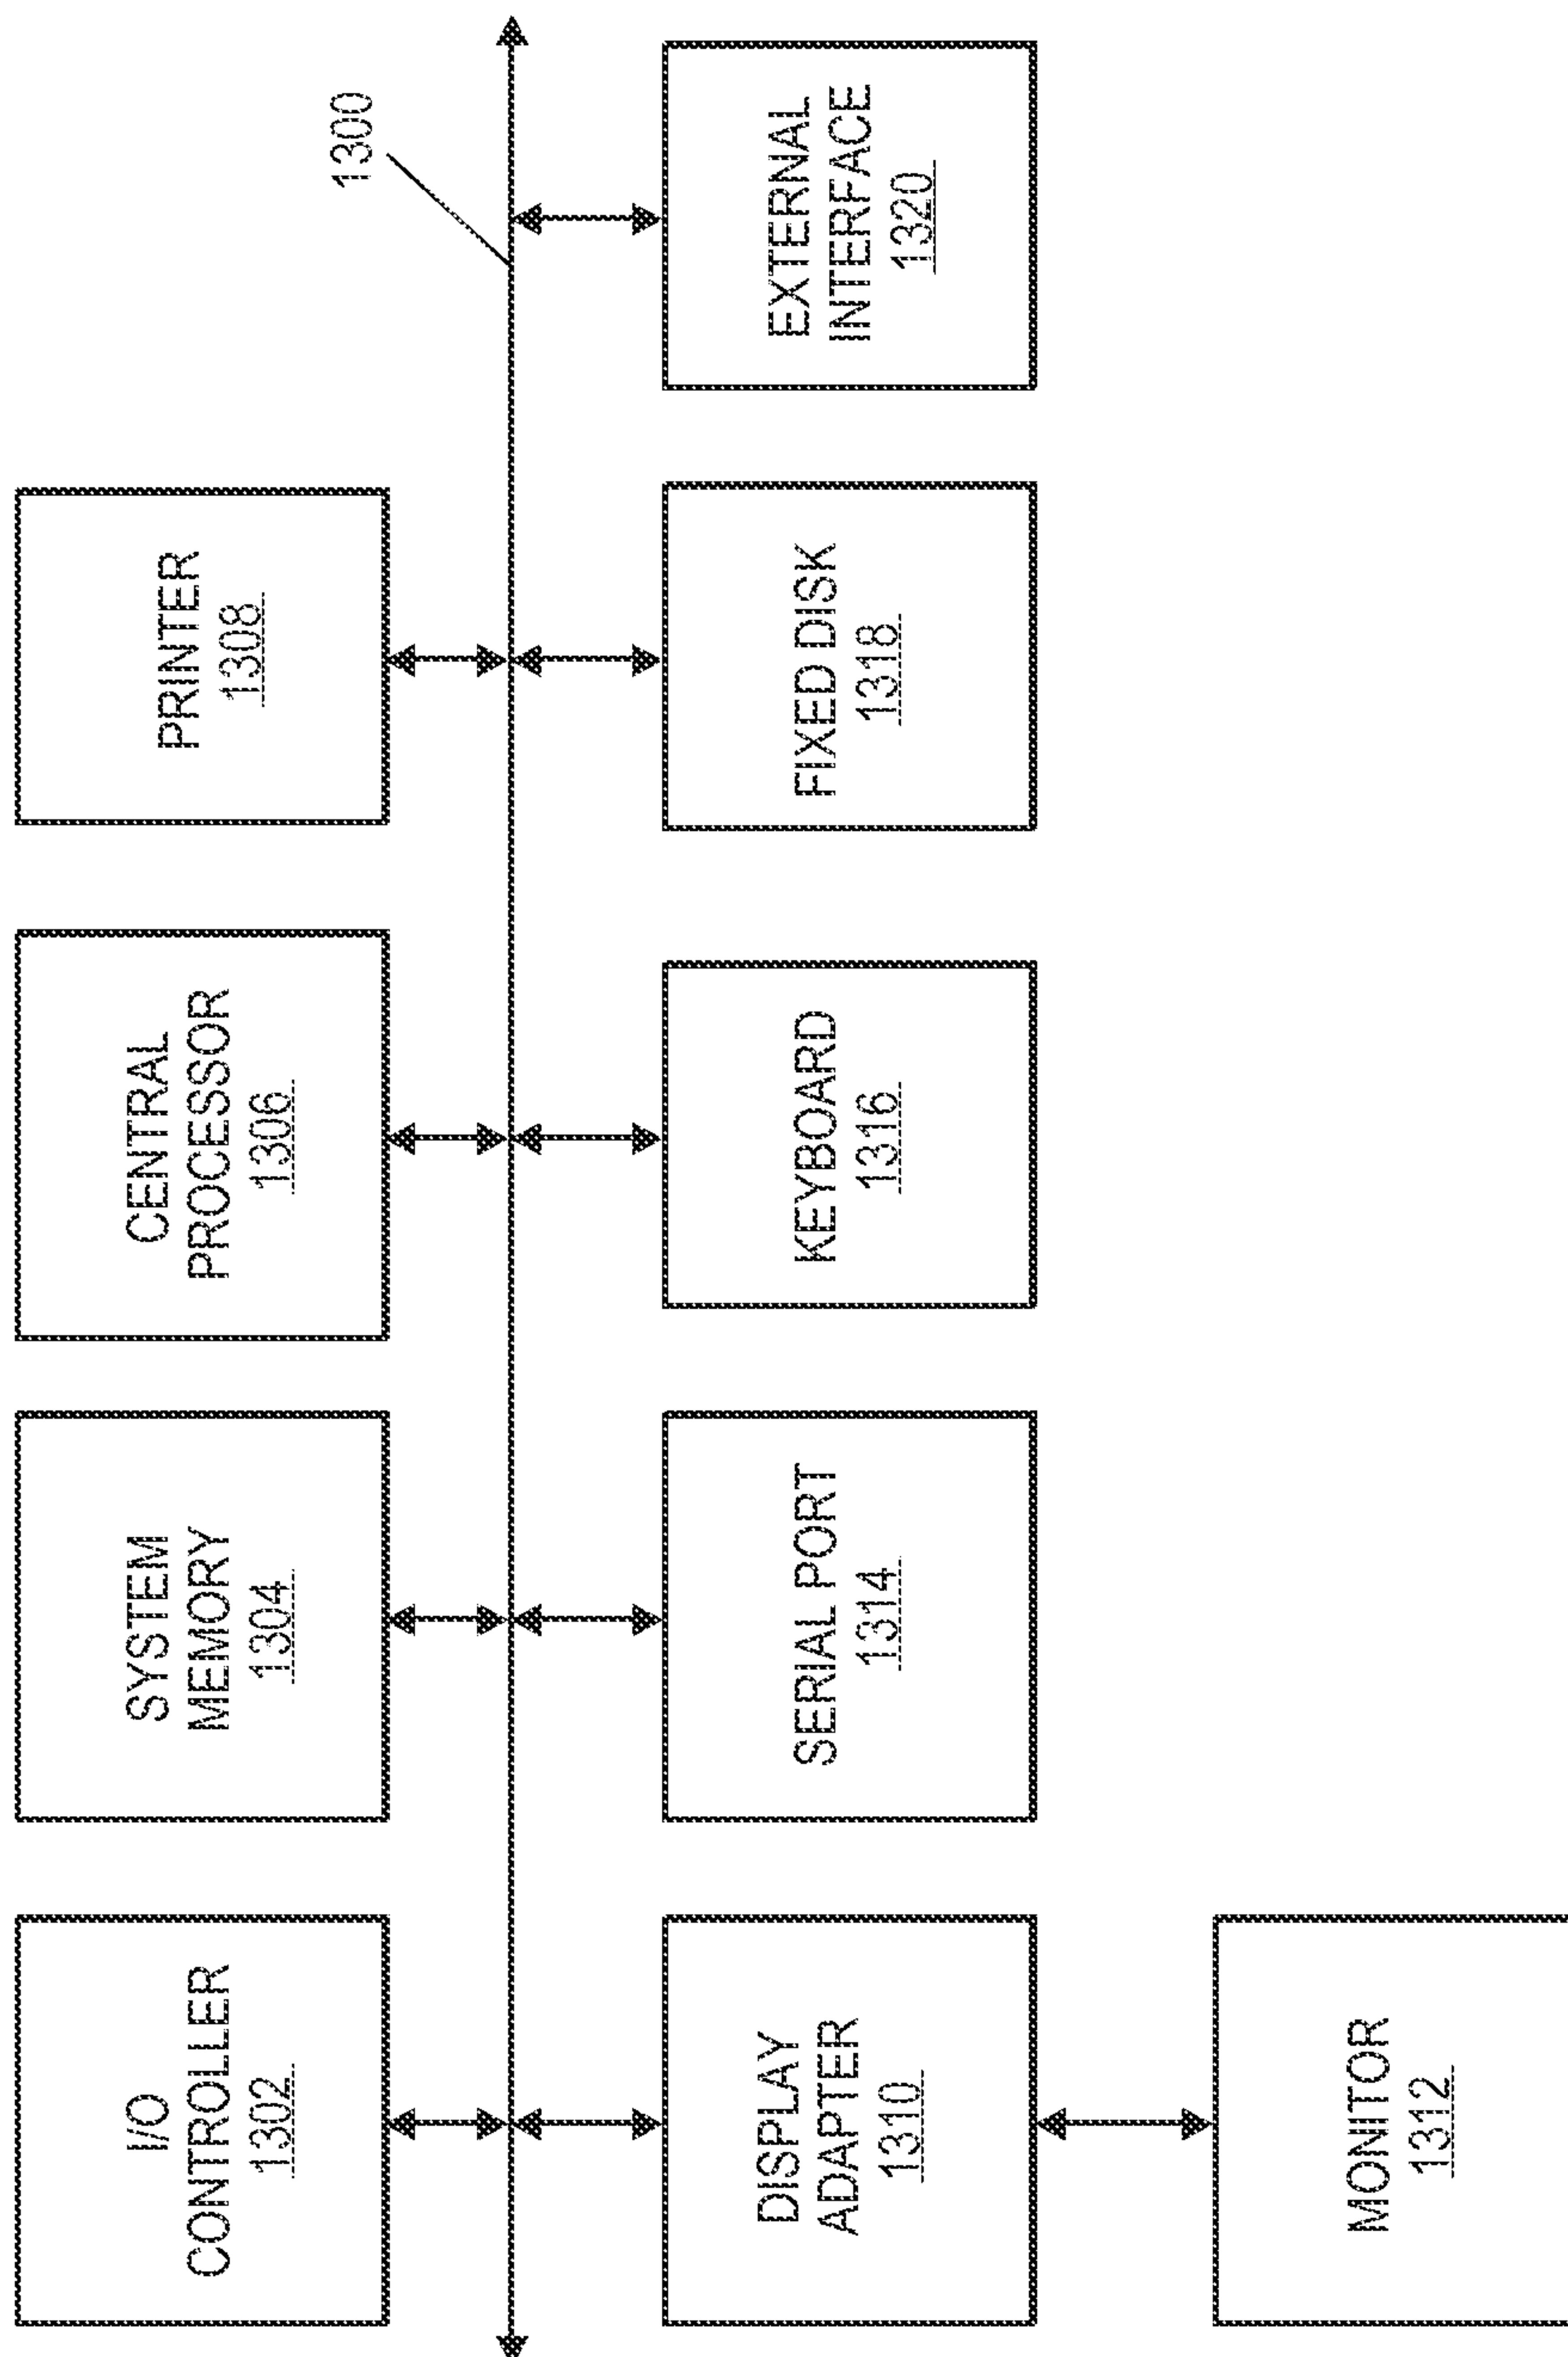 I/O
CONTROLLER
1302
SYSTEM
MEMORY
1304
CENTRAL
PROCESSOR
1306
PRINTER
1308
1300
DISPLAY
ADAPTER
1310
SERIAL PORT
1314
KEYBOARD
1316
FIXED DISK
1318
EXTERNAL
INTERFACE
1320
MONITOR
1312